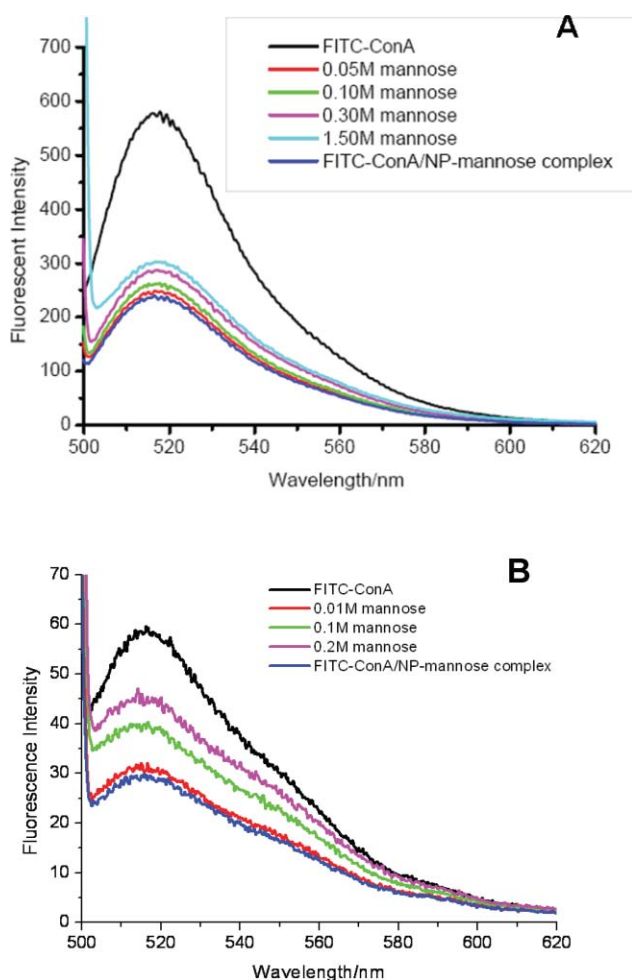 A
FITC-ConA
0.05M mannose
0.10M mannose
0.30M mannose
1.50M mannose
FITC-ConA/NP-mannose complex
700
600
500
400
300
200
100
0
Fluorescent Intensity
500 520 540 560 580 600 620
Wavelength/nm
B
FITC-ConA
0.01M mannose
0.1M mannose
0.2M mannose
FITC-ConA/NP-mannose complex
70
60
50
40
30
20
10
0
Fluorescence Intensity
500 520 540 560 580 600 620
Wavelength/nm